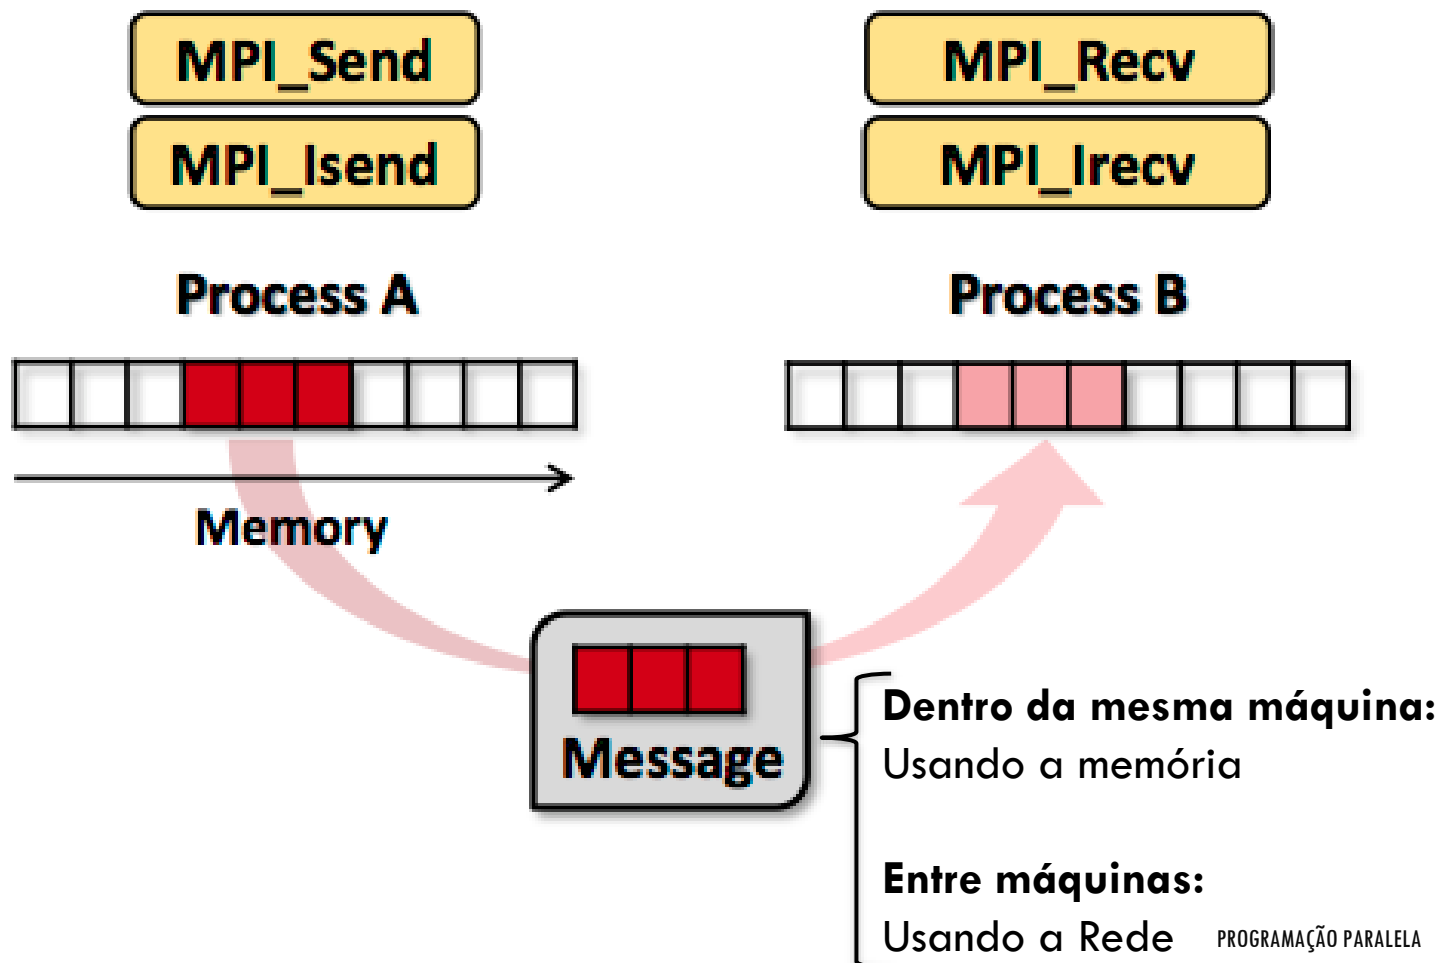 MPI_Send
MPI_Isend
MPI_Recv
MPI_Irecv
Process A
Process B
Memory
Message
Dentro da mesma máquina:
Usando a memória
Entre máquinas:
Usando a Rede
PROGRAMAÇÃO PARALELA